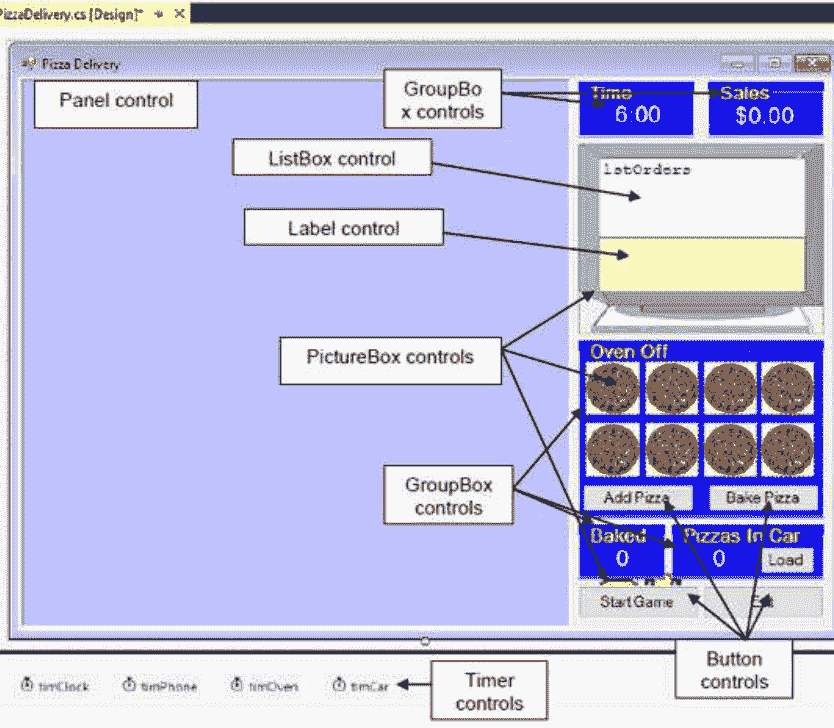 PizzaDelivery.cs [Design]*
Pizza Delivery
Panel control
GroupBo
x controls
Time
6:00
Sales
$0.00
ListBox control
lstOrders
Label control
PictureBox controls
Oven Off
GroupBox
controls
Add Pizza
Bake Pizza
Baked
0
Pizzas In Car
0
Load
Start Game
Button
controls
timClock
timPhone
timOven
timCar
Timer
controls